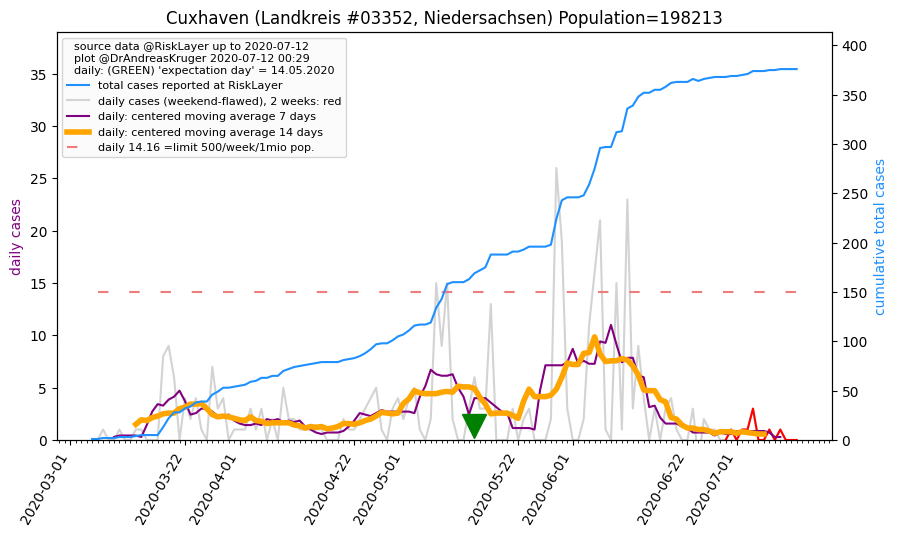 Cuxhaven (Landkreis #03352, Niedersachsen) Population=198213
source data @RiskLayer up to 2020-07-12
plot @DrAndreasKruger 2020-07-12 00:29
daily: (GREEN) 'expectation day' = 14.05.2020
total cases reported at RiskLayer
daily cases (weekend-flawed), 2 weeks: red
daily: centered moving average 7 days
daily: centered moving average 14 days
daily 14.16 =limit 500/week/1mio pop.
daily cases
35
30
25
20
15
10
5
0
400
350
300
250
200
150
100
50
0
cumulative total cases
2020-03-01
2020-03-22
2020-04-01
2020-04-22
2020-05-01
2020-05-22
2020-06-01
2020-06-22
2020-07-01